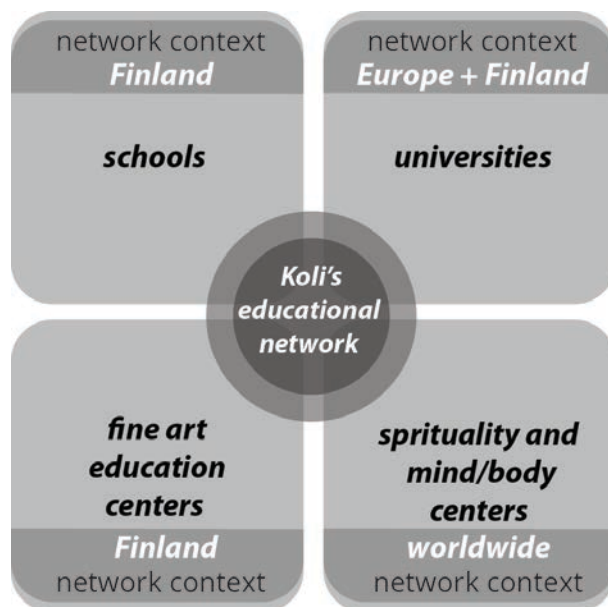 network context
Finland
schools
network context
Europe + Finland
universities
Koli's
educational
network
fine art
education
centers
Finland
network context
sprituality and
mind/body
centers
worldwide
network context